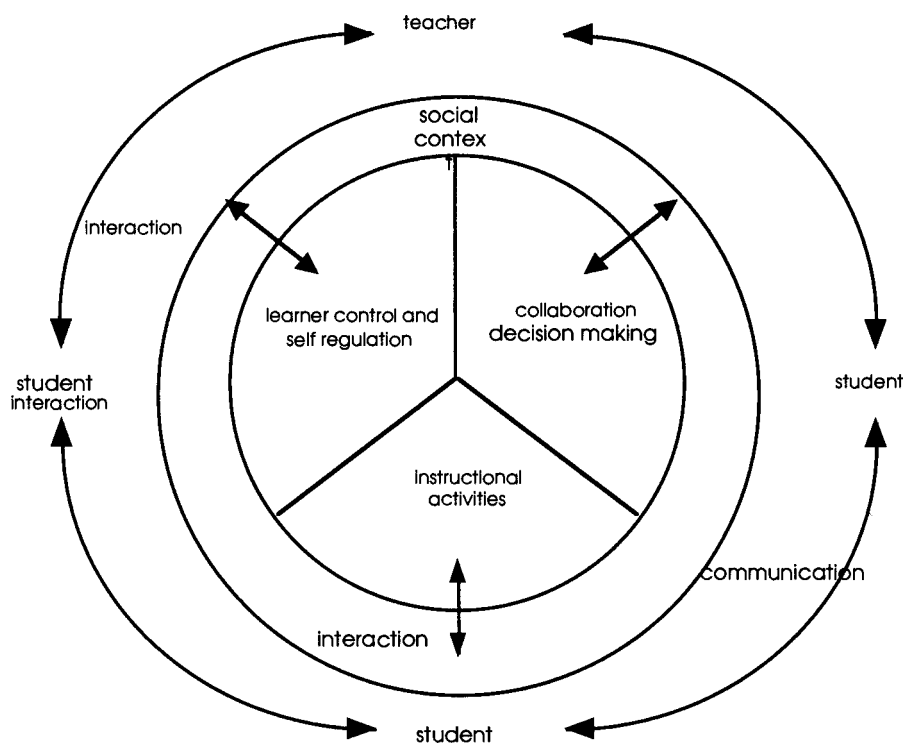 teacher
social
contex
t
interaction
learner control and
self regulation
collaboration
decision making
student
interaction
student
instructional
activities
communication
interaction
student